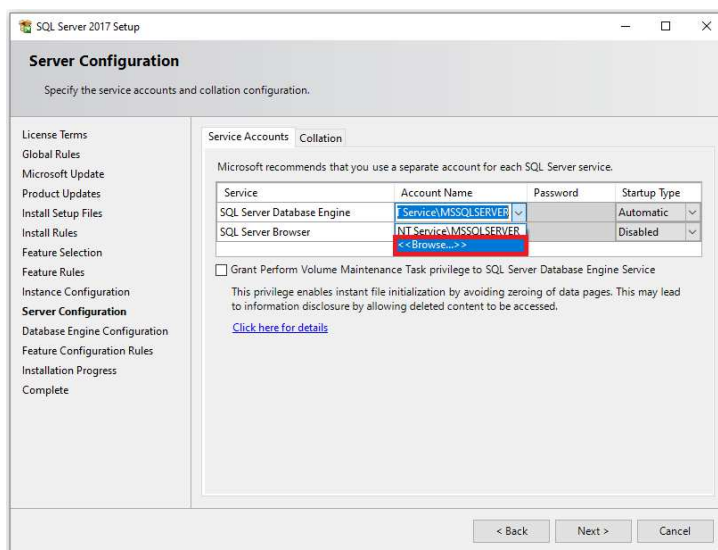 SQL Server 2017 Setup
Server Configuration
Specify the service accounts and collation configuration.
License Terms
Global Rules
Microsoft Update
Product Updates
Install Setup Files
Install Rules
Feature Selection
Feature Rules
Instance Configuration
Server Configuration
Database Engine Configuration
Feature Configuration Rules
Installation Progress
Complete
Service Accounts Collation
Microsoft recommends that you use a separate account for each SQL Server service.
Service Account Name Password Startup Type
SQL Server Database Engine T Service\MSSQLSERVER Automatic
SQL Server Browser NT Service\MSSQLSERVER Disabled
<<Browse...>>
Grant Perform Volume Maintenance Task privilege to SQL Server Database Engine Service
This privilege enables instant file initialization by avoiding zeroing of data pages. This may lead
to information disclosure by allowing deleted content to be accessed.
Click here for details
< Back Next > Cancel